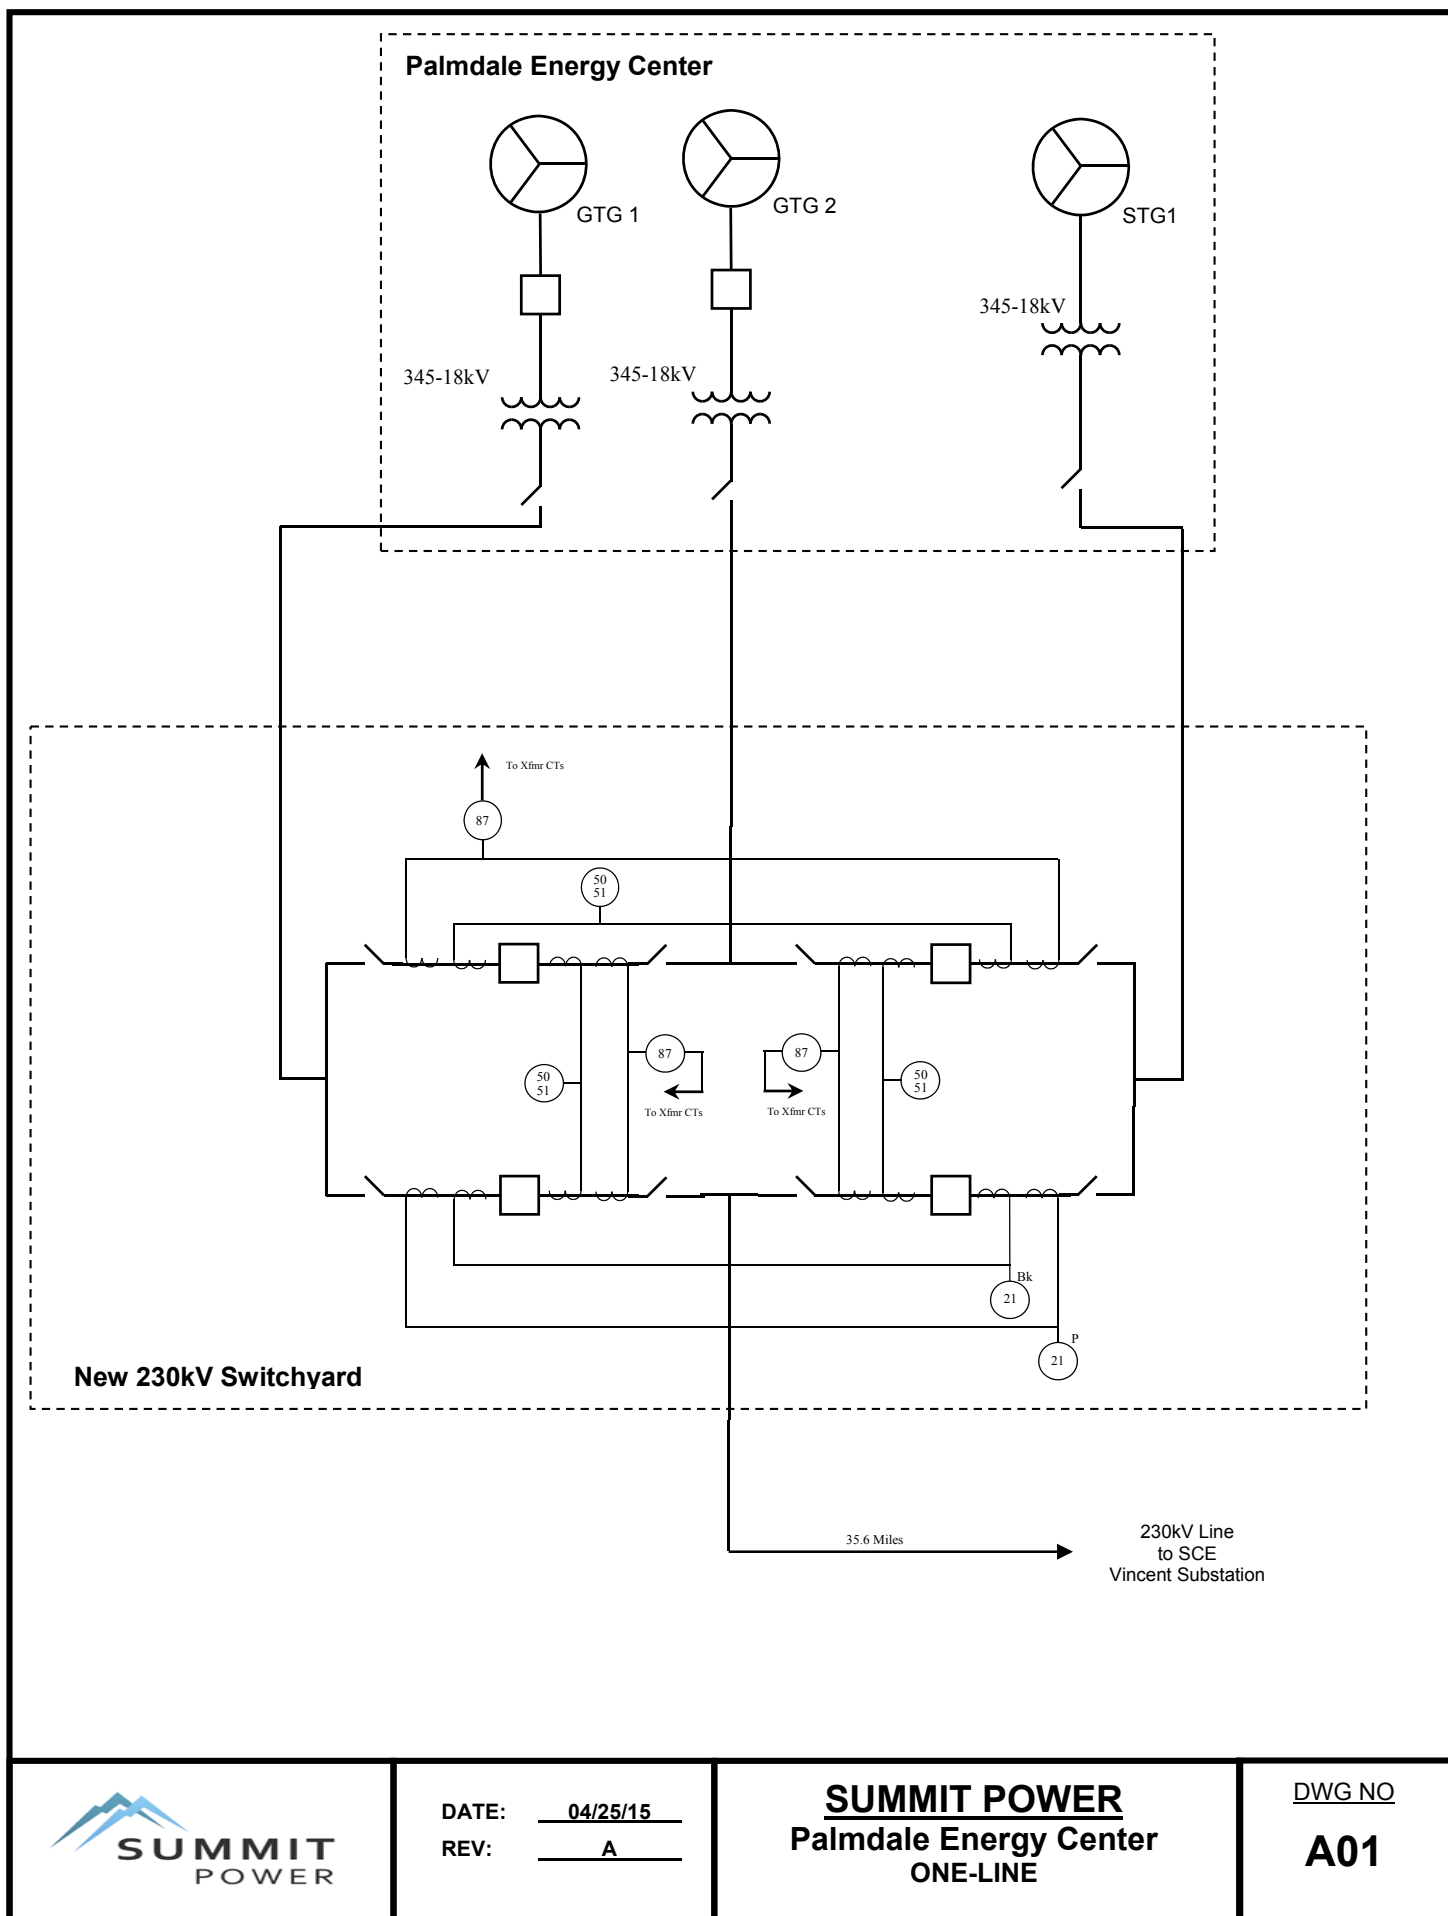 Palmdale Energy Center
GTG 1
GTG 2
STG1
345-18kV
345-18kV
345-18kV
To Xfmr CTs
87
50
51
87
87
50
51
50
51
To Xfmr CTs
To Xfmr CTs
Bk
21
P
21
New 230kV Switchyard
35.6 Miles
230kV Line
to SCE
Vincent Substation
SUMMIT
POWER
DATE: 04/25/15
REV: A
SUMMIT POWER
Palmdale Energy Center
ONE-LINE
DWG NO
A01